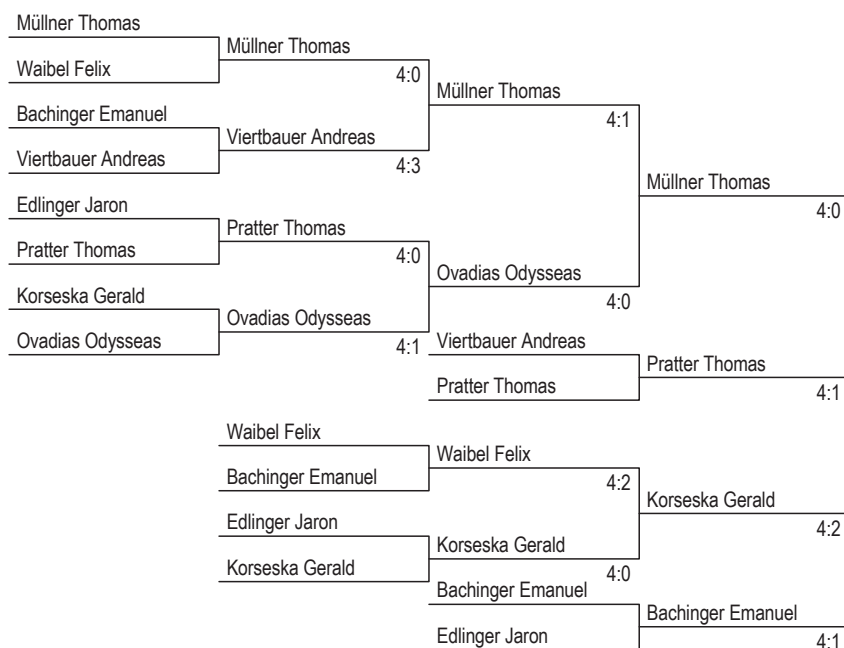 Müllner Thomas
Waibel Felix
Bachinger Emanuel
Viertbauer Andreas
Edlinger Jaron
Pratter Thomas
Korseska Gerald
Ovadias Odysseas
Müllner Thomas
4:0
Viertbauer Andreas
4:3
Pratter Thomas
4:0
Ovadias Odysseas
4:1
Müllner Thomas
4:1
Ovadias Odysseas
4:0
Müllner Thomas
4:0
Viertbauer Andreas
Pratter Thomas
Pratter Thomas
4:1
Waibel Felix
Bachinger Emanuel
Edlinger Jaron
Korseska Gerald
Waibel Felix
4:2
Korseska Gerald
4:0
Korseska Gerald
4:2
Bachinger Emanuel
Edlinger Jaron
Bachinger Emanuel
4:1